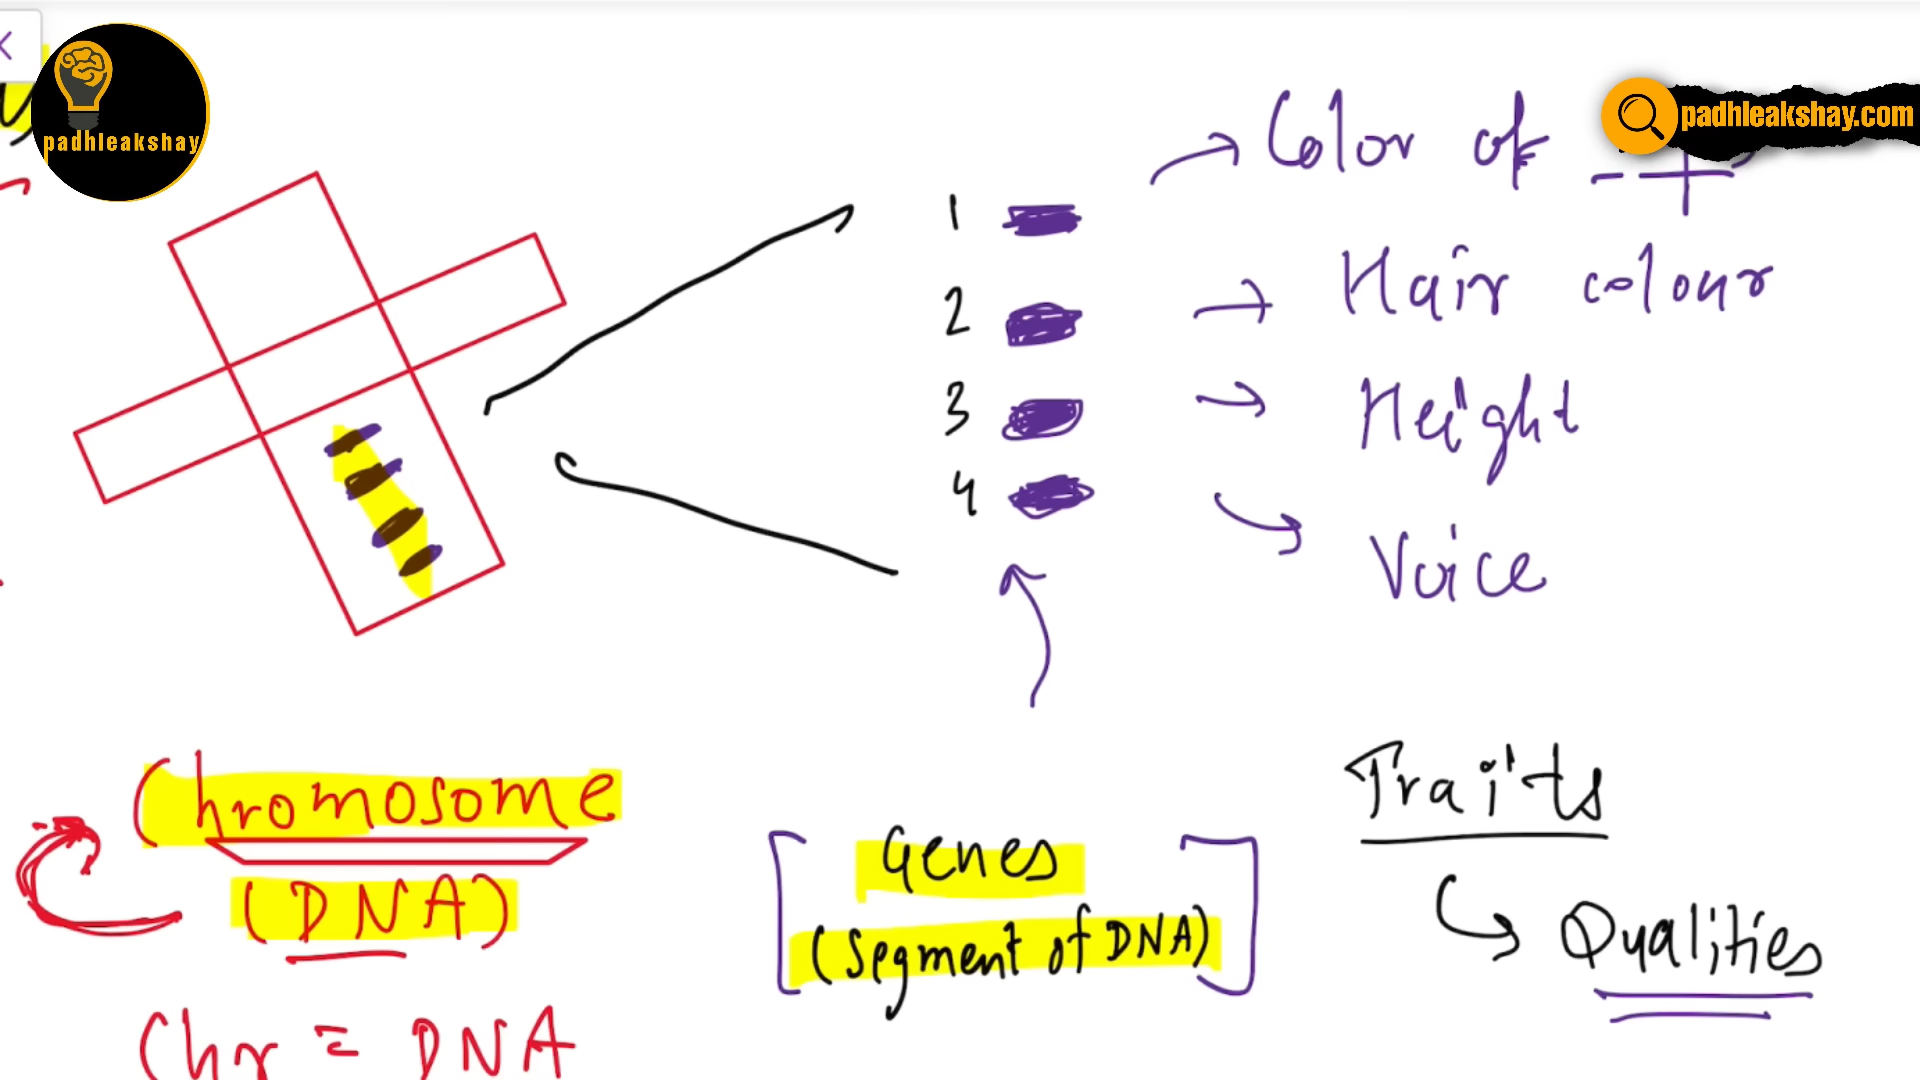 padhleakshay
padhleakshay.com
1 → Color of
2 → Hair colour
3 → Height
4 → Voice
Chromosome
(DNA)
Chr = DNA
Genes
(Segment of DNA)
Traits
Qualities